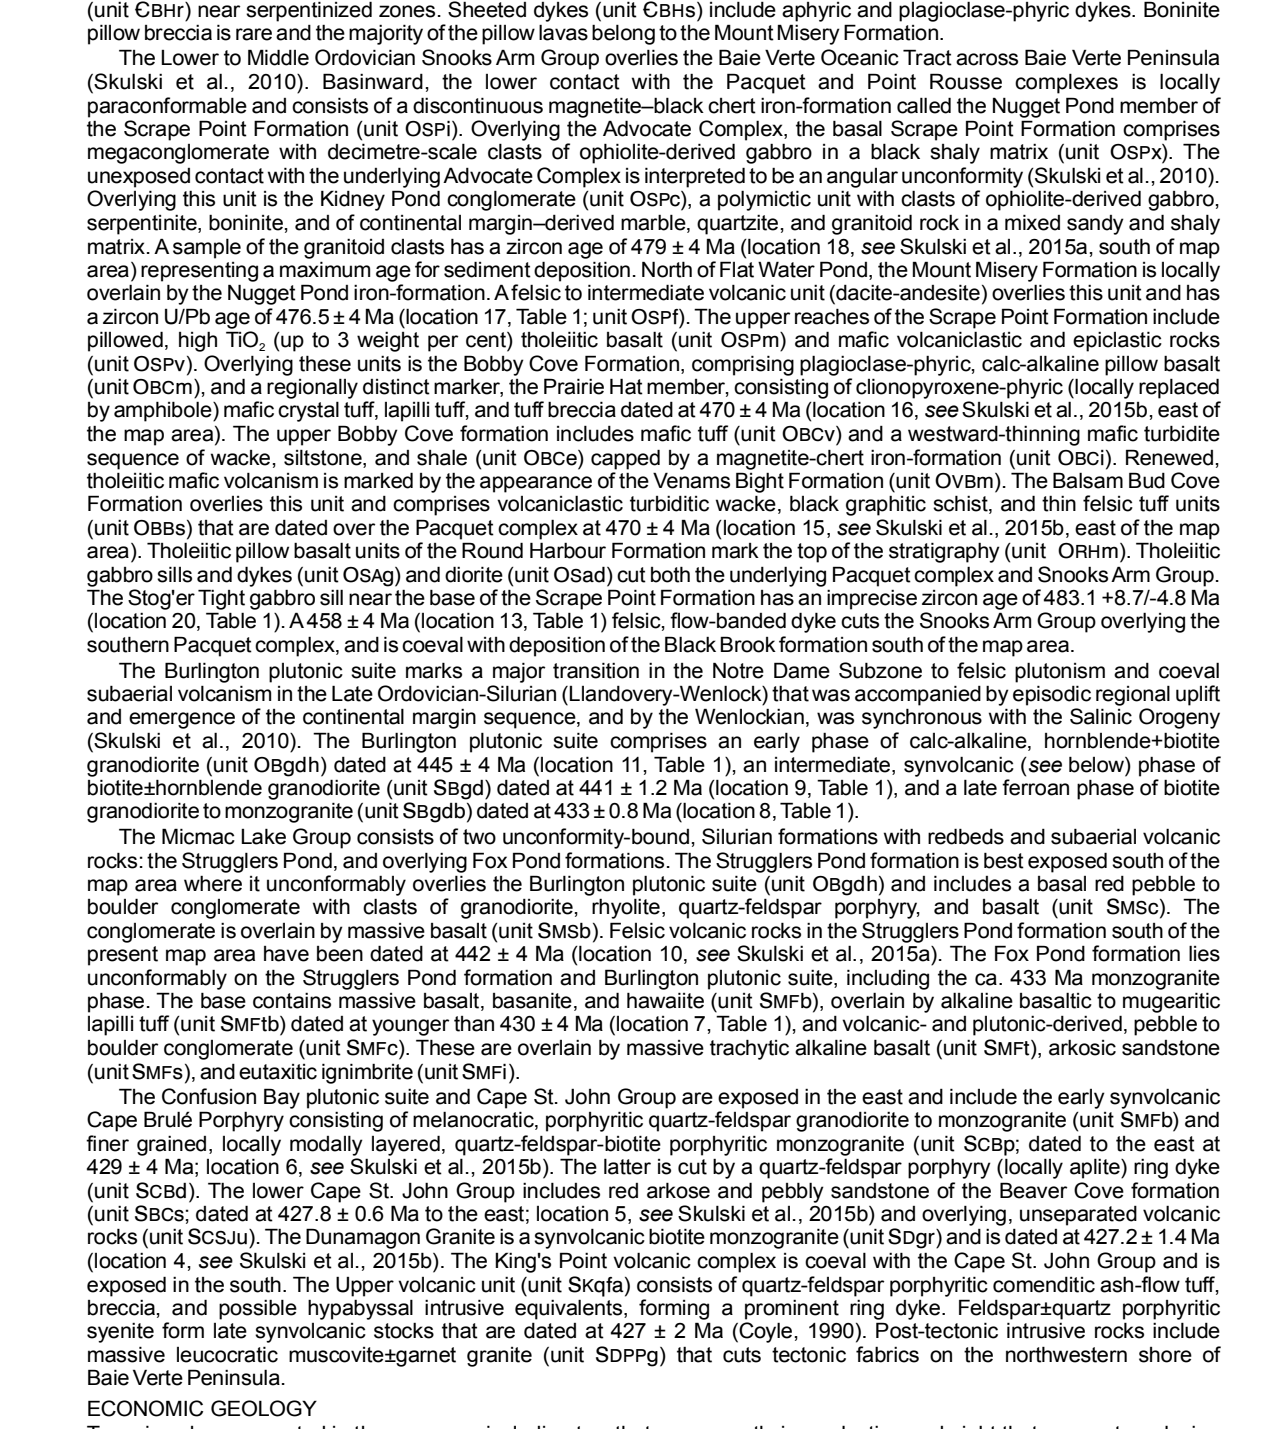 (unit ЄBHr) near serpentinized zones. Sheeted dykes (unit ЄBHs) include aphyric and plagioclase-phyric dykes. Boninite
pillow breccia is rare and the majority of the pillow lavas belong to the Mount Misery Formation.
The Lower to Middle Ordovician Snooks Arm Group overlies the Baie Verte Oceanic Tract across Baie Verte Peninsula
(Skulski et al., 2010). Basinward, the lower contact with the Pacquet and Point Rousse complexes is locally
paraconformable and consists of a discontinuous magnetite–black chert iron-formation called the Nugget Pond member of
the Scrape Point Formation (unit OSPi). Overlying the Advocate Complex, the basal Scrape Point Formation comprises
megaconglomerate with decimetre-scale clasts of ophiolite-derived gabbro in a black shaly matrix (unit OSPx). The
unexposed contact with the underlying Advocate Complex is interpreted to be an angular unconformity (Skulski et al., 2010).
Overlying this unit is the Kidney Pond conglomerate (unit OSPc), a polymictic unit with clasts of ophiolite-derived gabbro,
serpentinite, boninite, and of continental margin–derived marble, quartzite, and granitoid rock in a mixed sandy and shaly
matrix. A sample of the granitoid clasts has a zircon age of 479 ± 4 Ma (location 18, see Skulski et al., 2015a, south of map
area) representing a maximum age for sediment deposition. North of Flat Water Pond, the Mount Misery Formation is locally
overlain by the Nugget Pond iron-formation. A felsic to intermediate volcanic unit (dacite-andesite) overlies this unit and has
a zircon U/Pb age of 476.5 ± 4 Ma (location 17, Table 1; unit OSPf). The upper reaches of the Scrape Point Formation include
pillowed, high TiO₂ (up to 3 weight per cent) tholeiitic basalt (unit OSPm) and mafic volcaniclastic and epiclastic rocks
(unit OSPv). Overlying these units is the Bobby Cove Formation, comprising plagioclase-phyric, calc-alkaline pillow basalt
(unit OBCm), and a regionally distinct marker, the Prairie Hat member, consisting of clionopyroxene-phyric (locally replaced
by amphibole) mafic crystal tuff, lapilli tuff, and tuff breccia dated at 470 ± 4 Ma (location 16, see Skulski et al., 2015b, east of
the map area). The upper Bobby Cove formation includes mafic tuff (unit OBCv) and a westward-thinning mafic turbidite
sequence of wacke, siltstone, and shale (unit OBCe) capped by a magnetite-chert iron-formation (unit OBCi). Renewed,
tholeiitic mafic volcanism is marked by the appearance of the Venams Bight Formation (unit OVBm). The Balsam Bud Cove
Formation overlies this unit and comprises volcaniclastic turbiditic wacke, black graphitic schist, and thin felsic tuff units
(unit OBBs) that are dated over the Pacquet complex at 470 ± 4 Ma (location 15, see Skulski et al., 2015b, east of the map
area). Tholeiitic pillow basalt units of the Round Harbour Formation mark the top of the stratigraphy (unit ORHm). Tholeiitic
gabbro sills and dykes (unit OSAg) and diorite (unit OSad) cut both the underlying Pacquet complex and Snooks Arm Group.
The Stog'er Tight gabbro sill near the base of the Scrape Point Formation has an imprecise zircon age of 483.1 +8.7/-4.8 Ma
(location 20, Table 1). A 458 ± 4 Ma (location 13, Table 1) felsic, flow-banded dyke cuts the Snooks Arm Group overlying the
southern Pacquet complex, and is coeval with deposition of the Black Brook formation south of the map area.
The Burlington plutonic suite marks a major transition in the Notre Dame Subzone to felsic plutonism and coeval
subaerial volcanism in the Late Ordovician-Silurian (Llandovery-Wenlock) that was accompanied by episodic regional uplift
and emergence of the continental margin sequence, and by the Wenlockian, was synchronous with the Salinic Orogeny
(Skulski et al., 2010). The Burlington plutonic suite comprises an early phase of calc-alkaline, hornblende+biotite
granodiorite (unit OBgdh) dated at 445 ± 4 Ma (location 11, Table 1), an intermediate, synvolcanic (see below) phase of
biotite±hornblende granodiorite (unit SBgd) dated at 441 ± 1.2 Ma (location 9, Table 1), and a late ferroan phase of biotite
granodiorite to monzogranite (unit SBgdb) dated at 433 ± 0.8 Ma (location 8, Table 1).
The Micmac Lake Group consists of two unconformity-bound, Silurian formations with redbeds and subaerial volcanic
rocks: the Strugglers Pond, and overlying Fox Pond formations. The Strugglers Pond formation is best exposed south of the
map area where it unconformably overlies the Burlington plutonic suite (unit OBgdh) and includes a basal red pebble to
boulder conglomerate with clasts of granodiorite, rhyolite, quartz-feldspar porphyry, and basalt (unit SMSc). The
conglomerate is overlain by massive basalt (unit SMSb). Felsic volcanic rocks in the Strugglers Pond formation south of the
present map area have been dated at 442 ± 4 Ma (location 10, see Skulski et al., 2015a). The Fox Pond formation lies
unconformably on the Strugglers Pond formation and Burlington plutonic suite, including the ca. 433 Ma monzogranite
phase. The base contains massive basalt, basanite, and hawaiite (unit SMFb), overlain by alkaline basaltic to mugearitic
lapilli tuff (unit SMFtb) dated at younger than 430 ± 4 Ma (location 7, Table 1), and volcanic- and plutonic-derived, pebble to
boulder conglomerate (unit SMFc). These are overlain by massive trachytic alkaline basalt (unit SMFt), arkosic sandstone
(unit SMFs), and eutaxitic ignimbrite (unit SMFi).
The Confusion Bay plutonic suite and Cape St. John Group are exposed in the east and include the early synvolcanic
Cape Brulé Porphyry consisting of melanocratic, porphyritic quartz-feldspar granodiorite to monzogranite (unit SMFb) and
finer grained, locally modally layered, quartz-feldspar-biotite porphyritic monzogranite (unit SCBp; dated to the east at
429 ± 4 Ma; location 6, see Skulski et al., 2015b). The latter is cut by a quartz-feldspar porphyry (locally aplite) ring dyke
(unit SCBd). The lower Cape St. John Group includes red arkose and pebbly sandstone of the Beaver Cove formation
(unit SBCs; dated at 427.8 ± 0.6 Ma to the east; location 5, see Skulski et al., 2015b) and overlying, unseparated volcanic
rocks (unit SCSJu). The Dunamagon Granite is a synvolcanic biotite monzogranite (unit SDgr) and is dated at 427.2 ± 1.4 Ma
(location 4, see Skulski et al., 2015b). The King's Point volcanic complex is coeval with the Cape St. John Group and is
exposed in the south. The Upper volcanic unit (unit SKqfa) consists of quartz-feldspar porphyritic comenditic ash-flow tuff,
breccia, and possible hypabyssal intrusive equivalents, forming a prominent ring dyke. Feldspar±quartz porphyritic
syenite form late synvolcanic stocks that are dated at 427 ± 2 Ma (Coyle, 1990). Post-tectonic intrusive rocks include
massive leucocratic muscovite±garnet granite (unit SDPPg) that cuts tectonic fabrics on the northwestern shore of
Baie Verte Peninsula.
ECONOMIC GEOLOGY